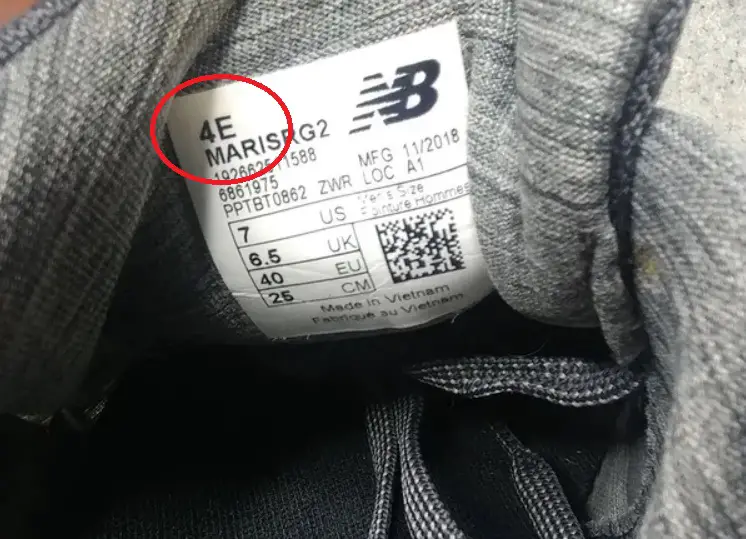 NB
4E
MARISRG2
192662611588
6861975 MFG 11/2018
PPTBT0862 ZWR LOC A1
Men's Size
Pointure Hommes
7 US
6.5 UK
40 EU
25 CM
Made in Vietnam
Fabriqué au Vietnam